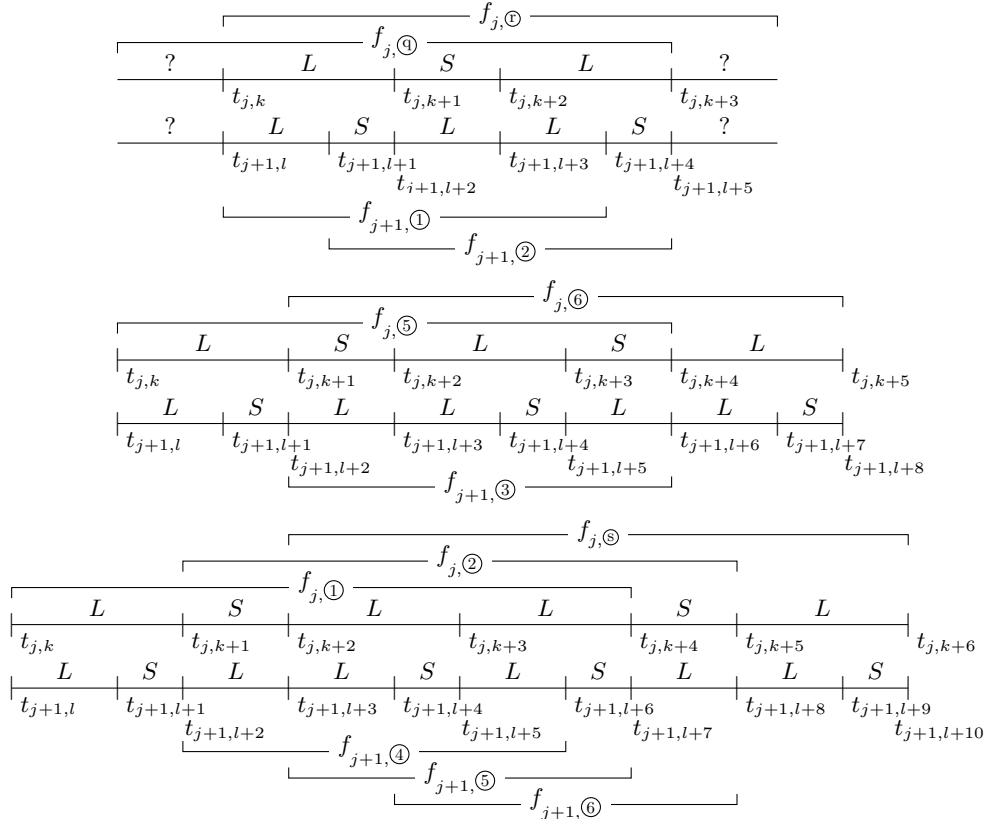 f_{j,ⓡ}
f_{j,ⓠ}
? L S L ?
t_{j,k} t_{j,k+1} t_{j,k+2} t_{j,k+3}
? L S L L S ?
t_{j+1,l} t_{j+1,l+1} t_{j+1,l+3} t_{j+1,l+4}
t_{j+1,l+2} t_{j+1,l+5}
f_{j+1,①}
f_{j+1,②}
f_{j,⑥}
f_{j,⑤}
L S L S L
t_{j,k} t_{j,k+1} t_{j,k+2} t_{j,k+3} t_{j,k+4} t_{j,k+5}
L S L L S L L S
t_{j+1,l} t_{j+1,l+1} t_{j+1,l+3} t_{j+1,l+4} t_{j+1,l+6} t_{j+1,l+7}
t_{j+1,l+2} t_{j+1,l+5} t_{j+1,l+8}
f_{j+1,③}
f_{j,ⓢ}
f_{j,②}
f_{j,①}
L S L L S L
t_{j,k} t_{j,k+1} t_{j,k+2} t_{j,k+3} t_{j,k+4} t_{j,k+5} t_{j,k+6}
L S L L S L S L L S
t_{j+1,l} t_{j+1,l+1} t_{j+1,l+3} t_{j+1,l+4} t_{j+1,l+6} t_{j+1,l+8} t_{j+1,l+9}
t_{j+1,l+2} t_{j+1,l+5} t_{j+1,l+7} t_{j+1,l+10}
f_{j+1,④}
f_{j+1,⑤}
f_{j+1,⑥}